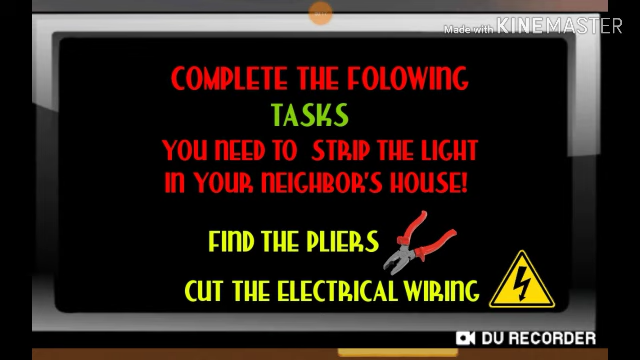 Made with KINEMASTER
COMPLETE THE FOLOWING
TASKS
YOU NEED TO STRIP THE LIGHT
IN YOUR NEIGHBOR'S HOUSE!
FIND THE PLIERS
CUT THE ELECTRICAL WIRING
DU RECORDER